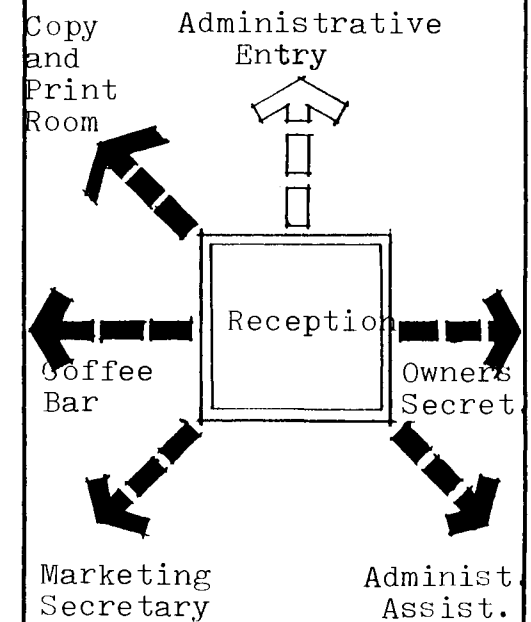 Copy
and
Print
Room
Administrative
Entry
Reception
Coffee
Bar
Owners
Secret.
Marketing
Secretary
Administ.
Assist.